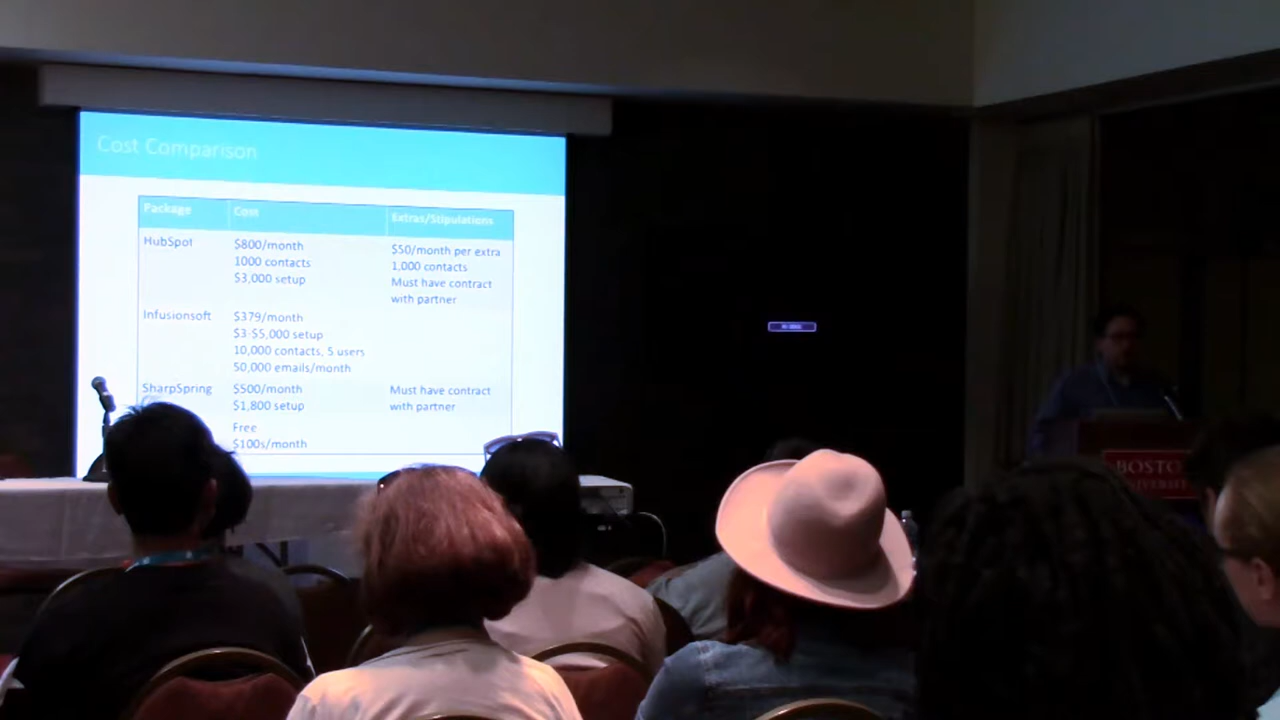 Cost Comparison
Package Cost Extras/Stipulations
HubSpot $800/month $50/month per extra
1000 contacts 1,000 contacts
$3,000 setup Must have contract
with partner
Infusionsoft $379/month
$3-$5,000 setup
10,000 contacts, 5 users
50,000 emails/month
SharpSpring $500/month Must have contract
$1,800 setup with partner
Free
$100s/month
BOSTO
UNIVERSITY